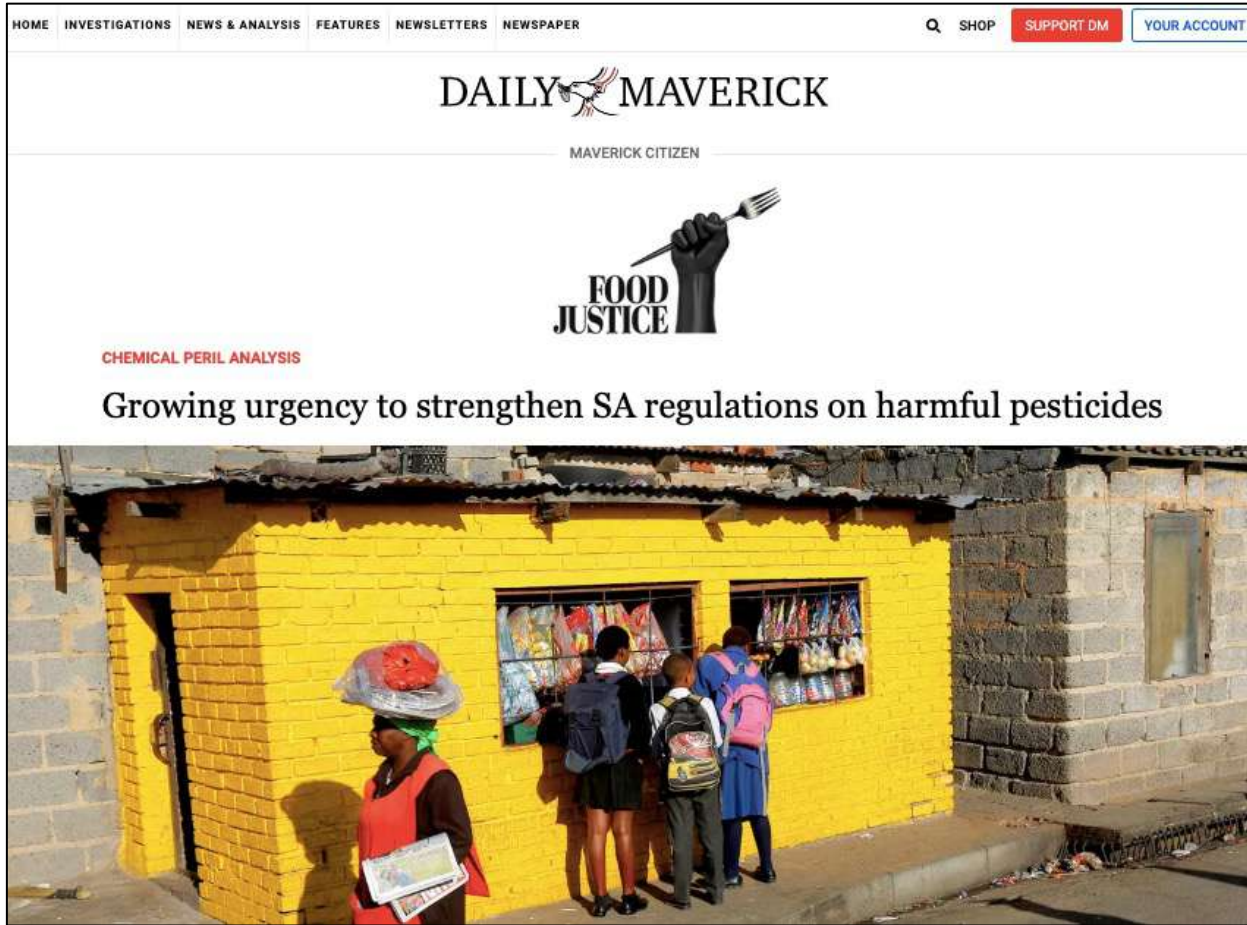 HOME INVESTIGATIONS NEWS & ANALYSIS FEATURES NEWSLETTERS NEWSPAPER SHOP SUPPORT DM YOUR ACCOUNT
DAILY MAVERICK
MAVERICK CITIZEN
FOOD
JUSTICE
CHEMICAL PERIL ANALYSIS
Growing urgency to strengthen SA regulations on harmful pesticides